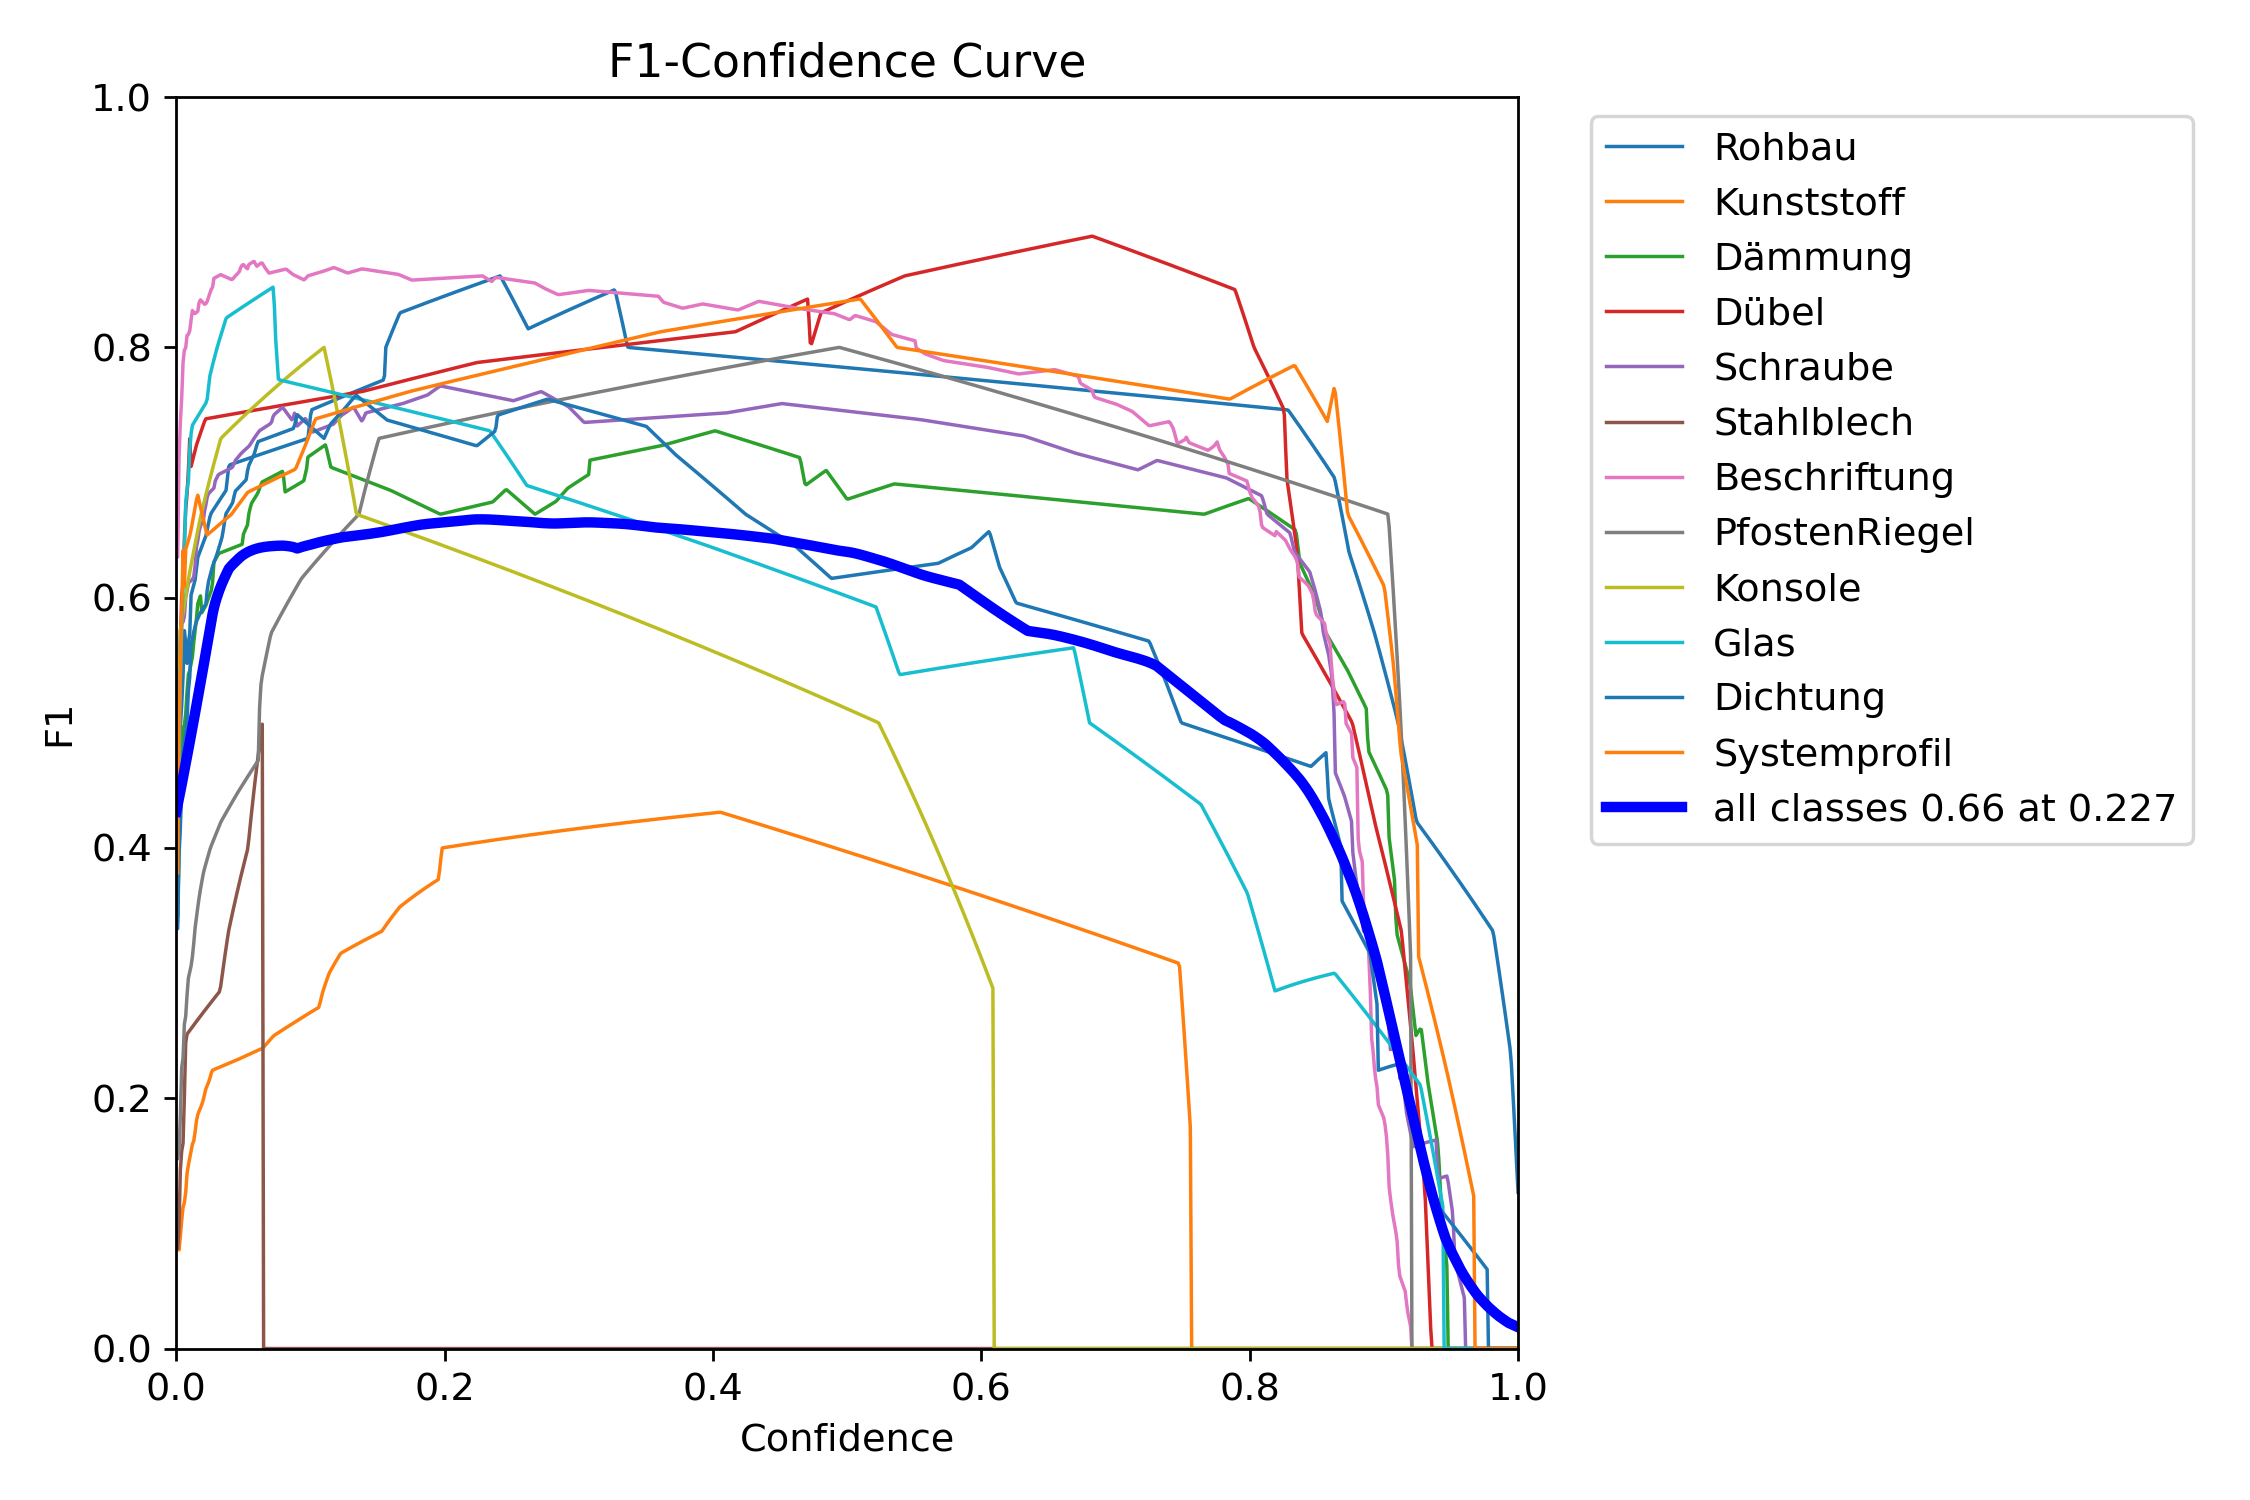 F1-Confidence Curve
1.0
0.8
0.6
0.4
0.2
0.0
F1
0.0 0.2 0.4 0.6 0.8 1.0
Confidence
Rohbau
Kunststoff
Dämmung
Dübel
Schraube
Stahlblech
Beschriftung
PfostenRiegel
Konsole
Glas
Dichtung
Systemprofil
all classes 0.66 at 0.227